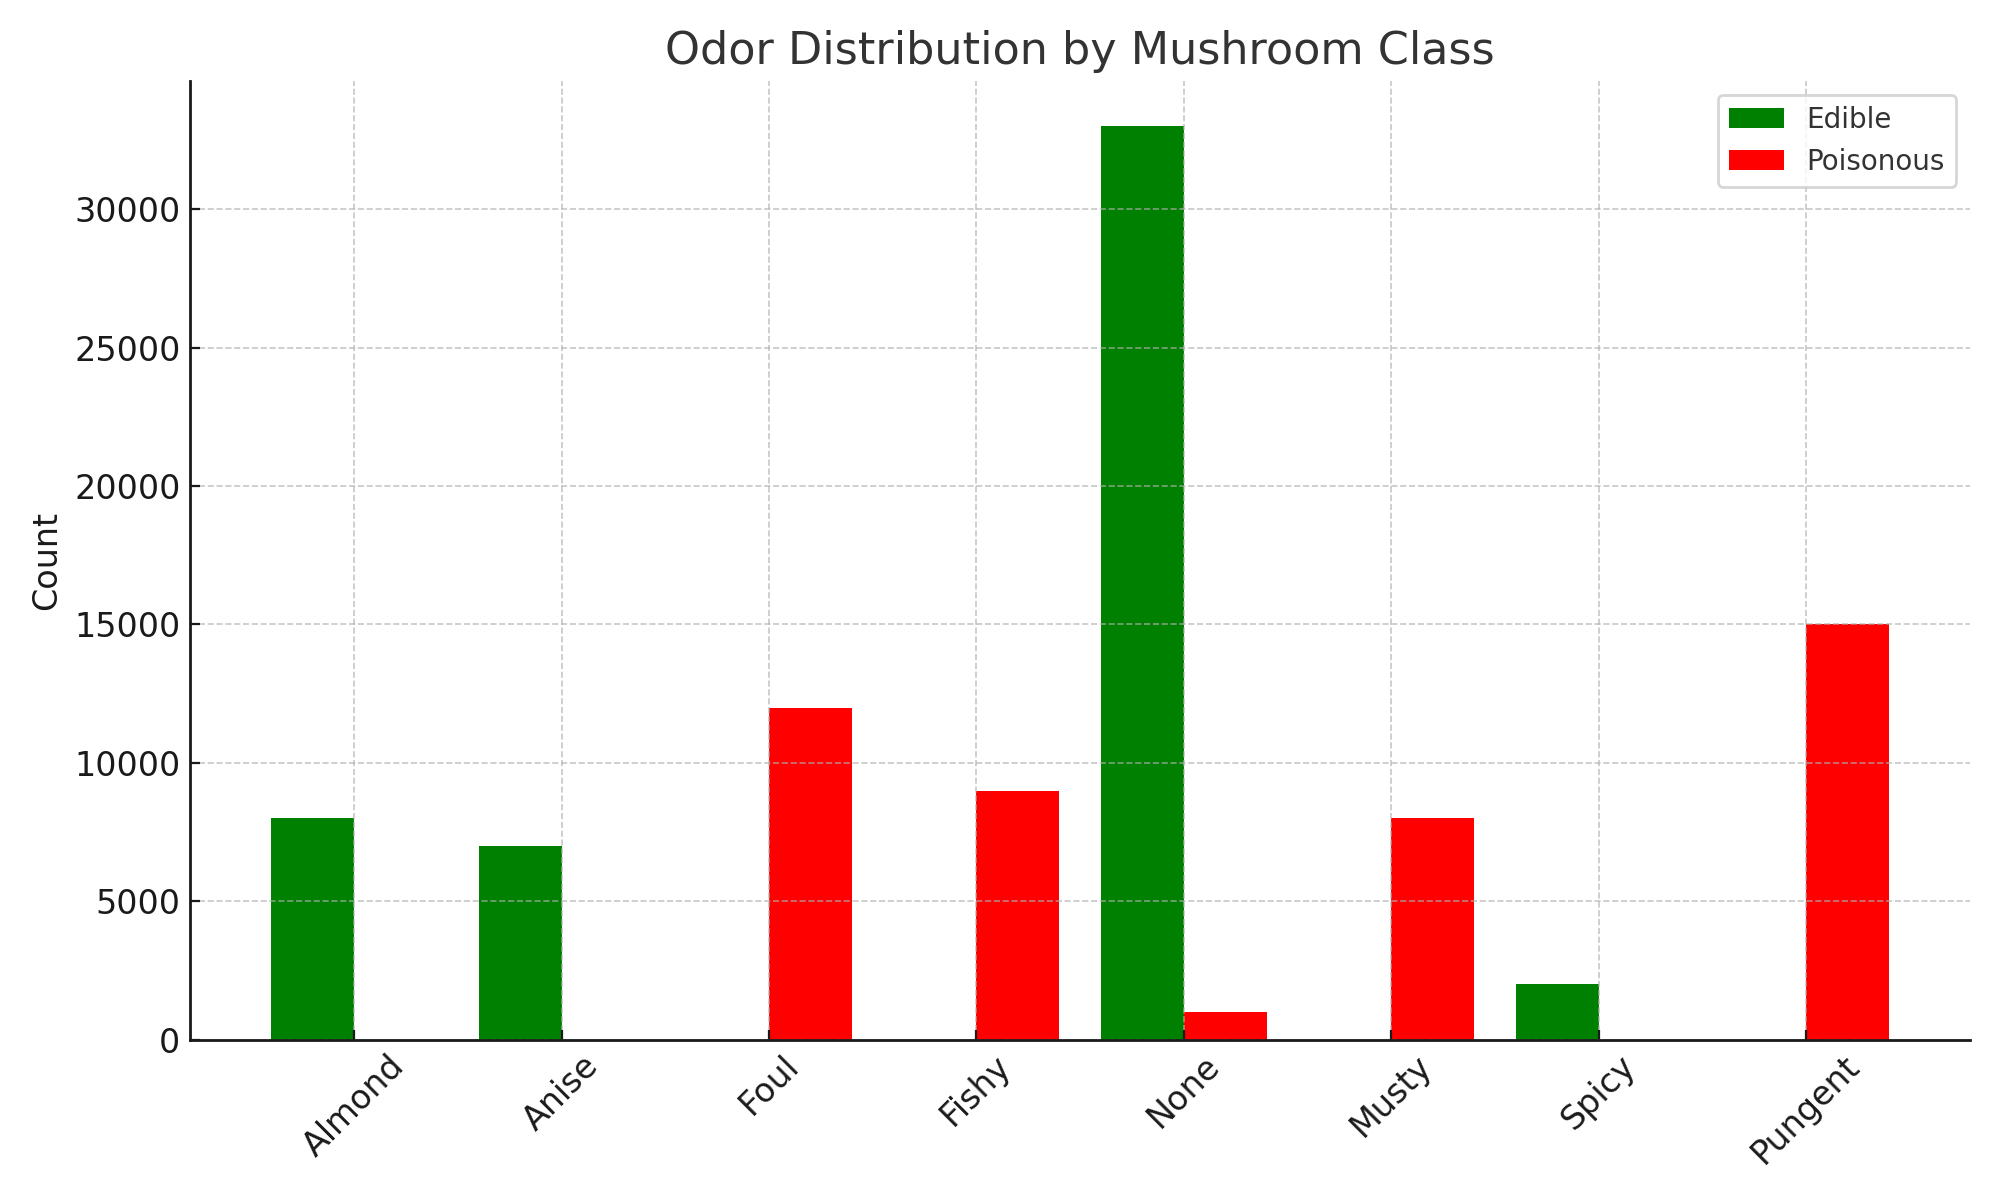 Odor Distribution by Mushroom Class
Edible
Poisonous
Count
30000
25000
20000
15000
10000
5000
0
Almond
Anise
Foul
Fishy
None
Musty
Spicy
Pungent